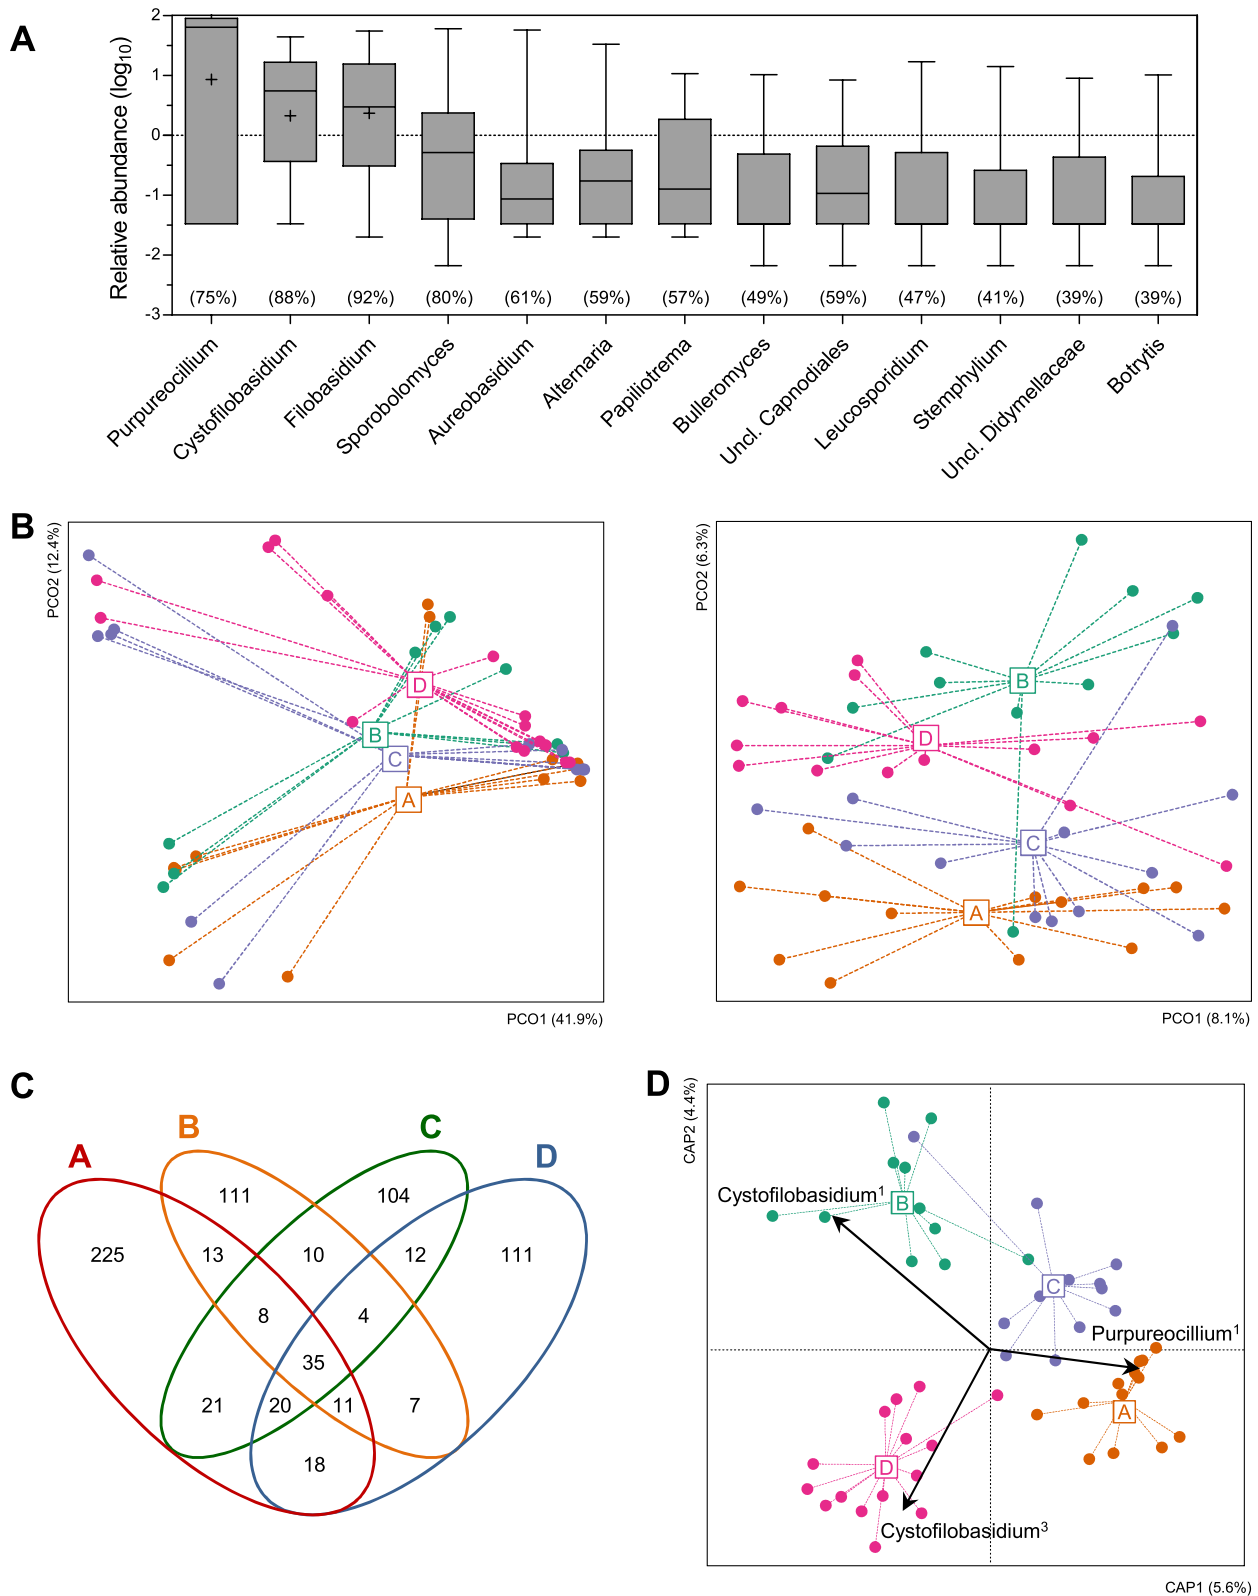 A
Relative abundance (log10)
2
1
0
-1
-2
-3
(75%) (88%) (92%) (80%) (61%) (59%) (57%) (49%) (59%) (47%) (41%) (39%) (39%)
Purpureocillium
Cystofilobasidium
Filobasidium
Sporobolomyces
Aureobasidium
Alternaria
Papiliotrema
Bulleromyces
Uncl. Capnodiales
Leucosporidium
Stemphylium
Uncl. Didymellaceae
Botrytis
B
PCO2 (12.4%)
D
B
C
A
PCO1 (41.9%)
PCO2 (6.3%)
B
D
C
A
PCO1 (8.1%)
C
A
B
C
D
111 104
225 13 10 12 111
8 4
35
21 20 11 7
18
D
CAP2 (4.4%)
Cystofilobasidium1
B
C
Purpureocillium1
A
D
Cystofilobasidium3
CAP1 (5.6%)